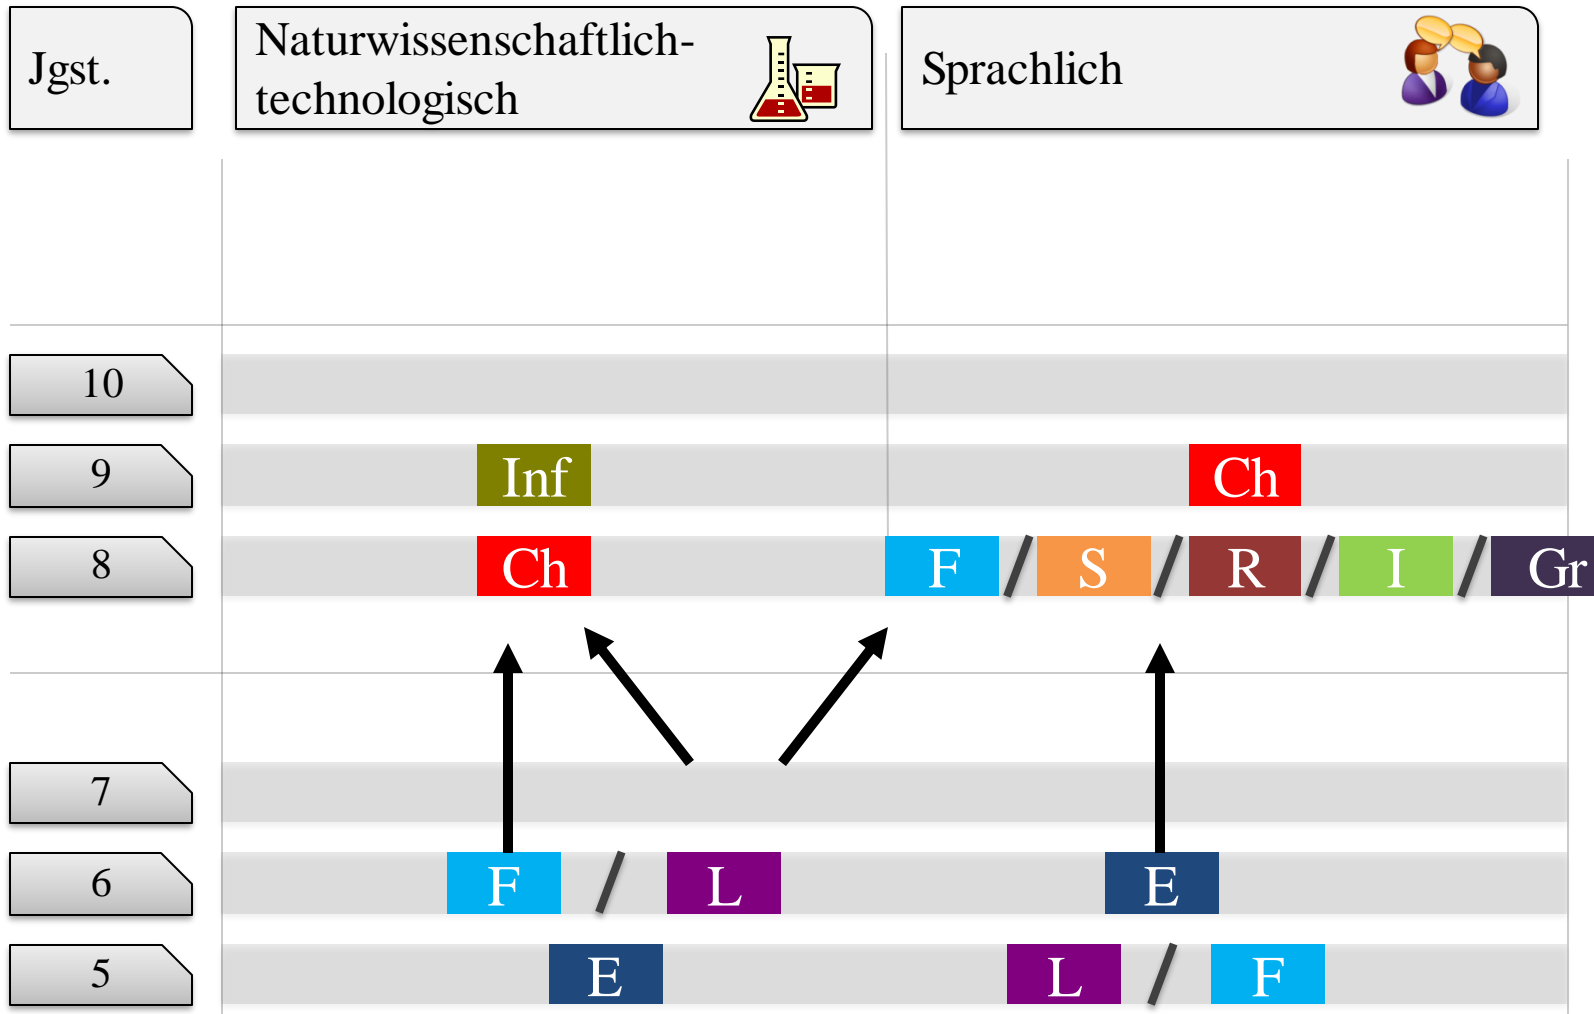 Jgst.
Naturwissenschaftlich-
technologisch
Sprachlich
10
9
Inf
Ch
8
Ch
F / S / R / I / Gr
7
6
F / L
E
5
E
L / F